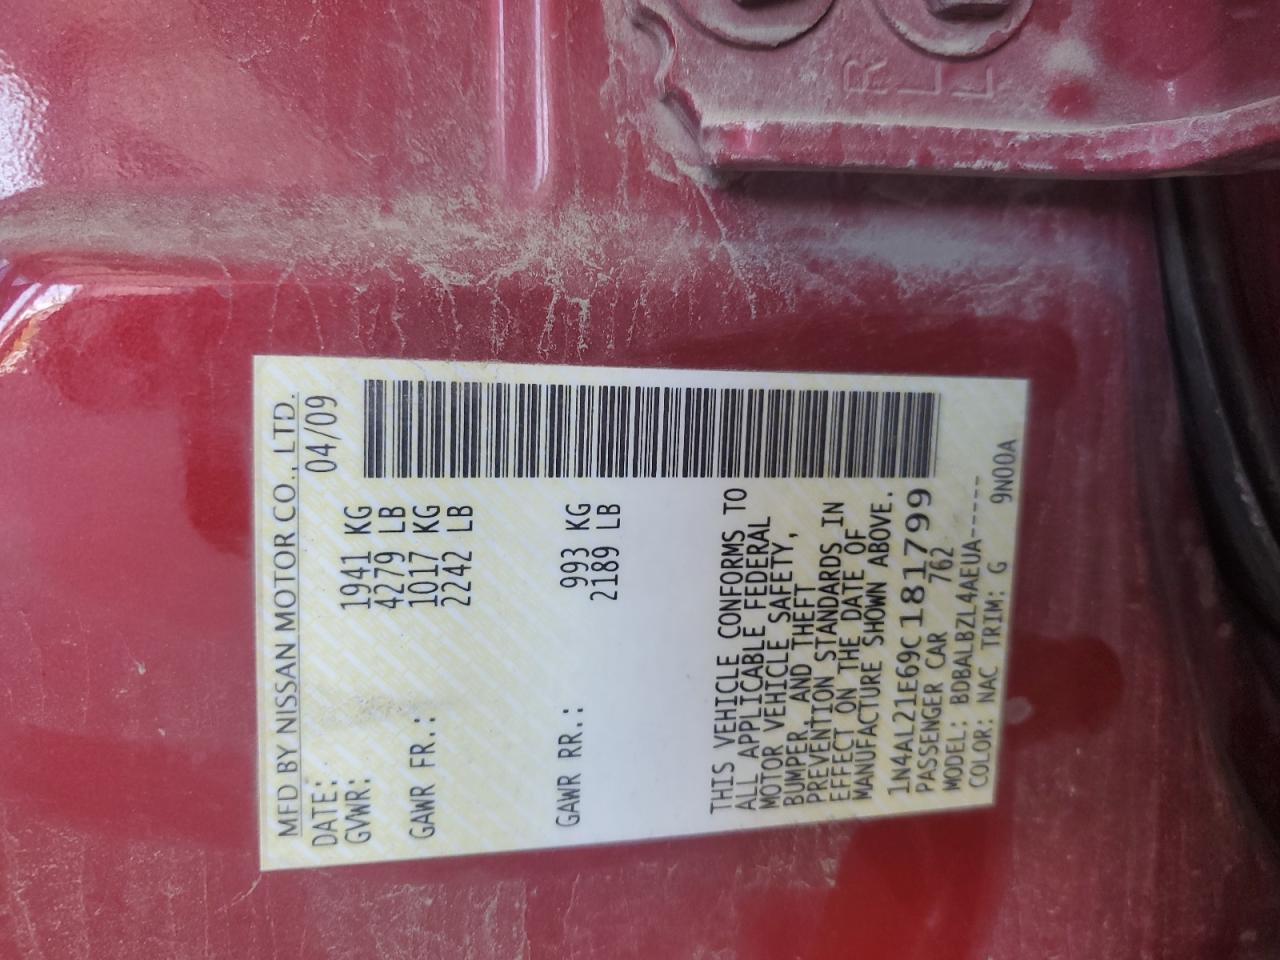 MFD BY NISSAN MOTOR CO., LTD.
DATE: 04/09
GVWR: 1941 KG
4279 LB
GAWR FR.: 1017 KG
2242 LB
GAWR RR.: 993 KG
2189 LB
THIS VEHICLE CONFORMS TO
ALL APPLICABLE FEDERAL
MOTOR VEHICLE SAFETY,
BUMPER, AND THEFT
PREVENTION STANDARDS IN
EFFECT ON THE DATE OF
MANUFACTURE SHOWN ABOVE.
1N4AL21E69C181799
PASSENGER CAR 762
MODEL: BDBALBZL4AEUA-----
COLOR: NAC TRIM: G 9N00A
R
L L